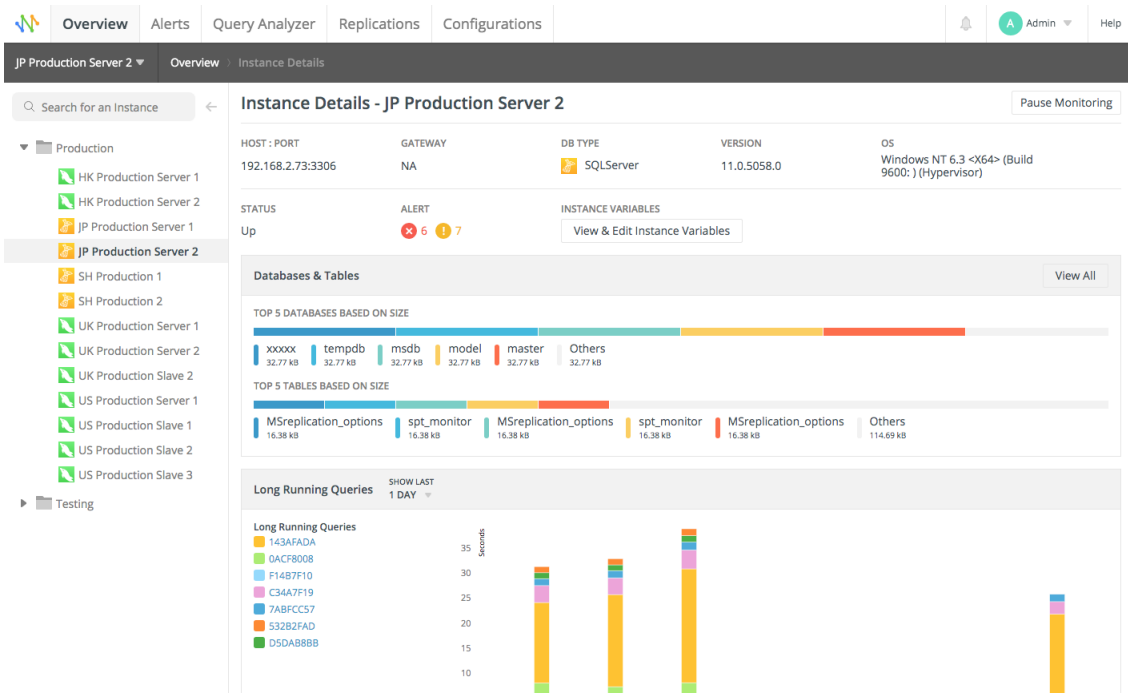 Overview
Alerts
Query Analyzer
Replications
Configurations
A
Admin
Help
JP Production Server 2
Overview
Instance Details
Search for an Instance
Production
HK Production Server 1
HK Production Server 2
JP Production Server 1
JP Production Server 2
SH Production 1
SH Production 2
UK Production Server 1
UK Production Server 2
UK Production Slave 2
US Production Server 1
US Production Slave 1
US Production Slave 2
US Production Slave 3
Testing
Instance Details - JP Production Server 2
Pause Monitoring
HOST : PORT
192.168.2.73:3306
GATEWAY
NA
DB TYPE
SQLServer
VERSION
11.0.5058.0
OS
Windows NT 6.3 <X64> (Build
9600: ) (Hypervisor)
STATUS
Up
ALERT
6
7
INSTANCE VARIABLES
View & Edit Instance Variables
Databases & Tables
View All
TOP 5 DATABASES BASED ON SIZE
xxxxx
32.77 kB
tempdb
32.77 kB
msdb
32.77 kB
model
32.77 kB
master
32.77 kB
Others
32.77 kB
TOP 5 TABLES BASED ON SIZE
MSreplication_options
16.38 kB
spt_monitor
16.38 kB
MSreplication_options
16.38 kB
spt_monitor
16.38 kB
MSreplication_options
16.38 kB
Others
114.69 kB
Long Running Queries
SHOW LAST
1 DAY
Long Running Queries
143AFADA
0ACF8008
F14B7F10
C34A7F19
7ABFCC57
532B2FAD
D5DAB8BB
Seconds
35
30
25
20
15
10